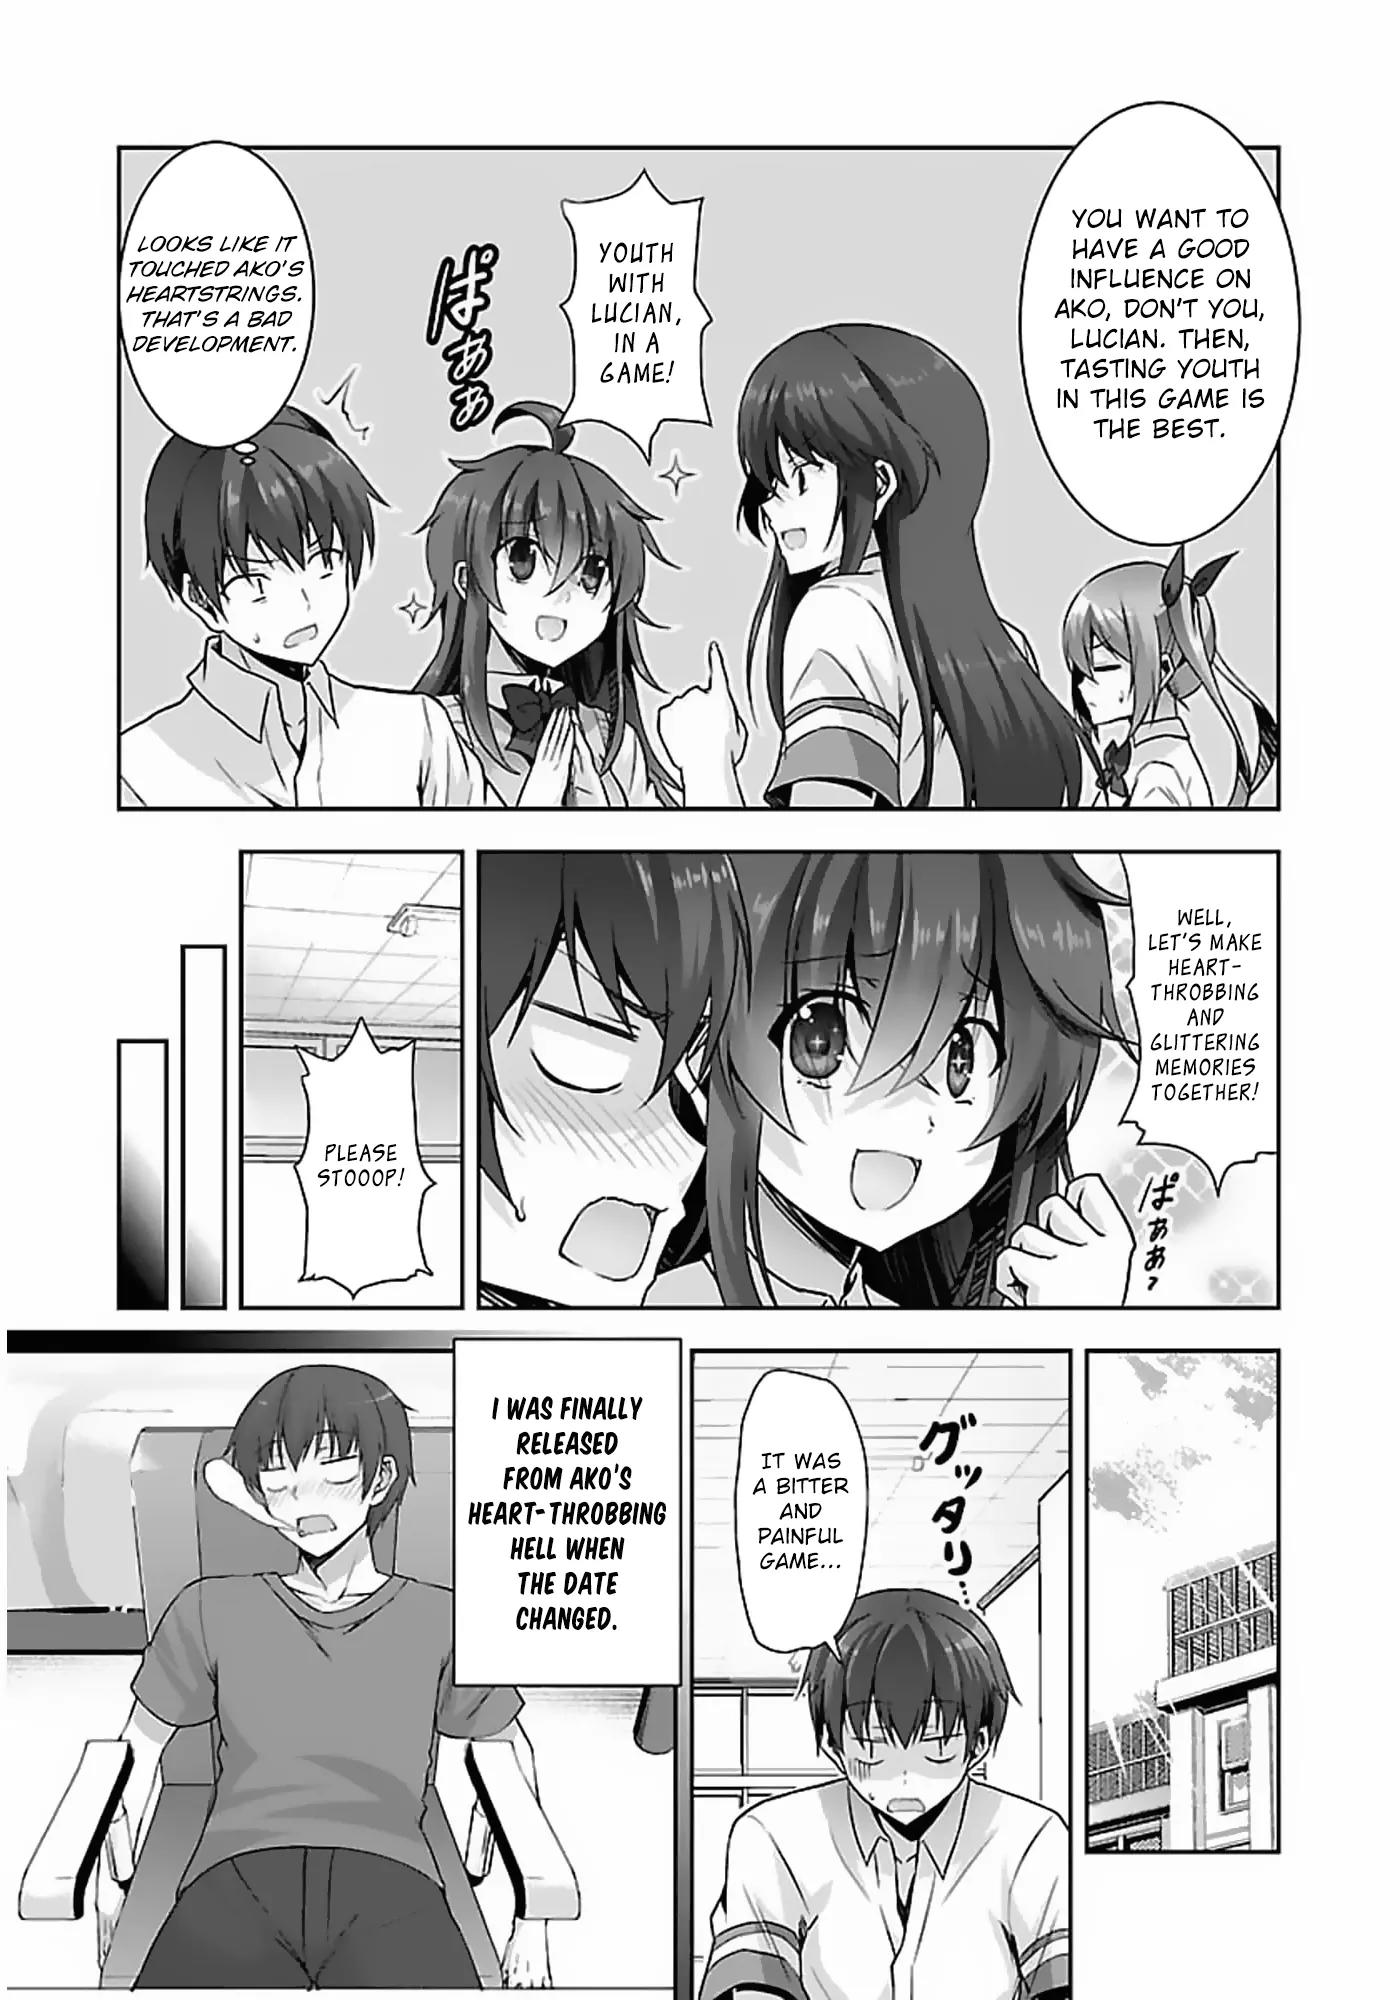 YOU WANT TO
HAVE A GOOD
INFLUENCE ON
AKO, DON'T YOU,
LUCIAN. THEN,
TASTING YOUTH
IN THIS GAME IS
THE BEST.
YOUTH
WITH
LUCIAN,
IN A
GAME!
ぱぁぁ
LOOKS LIKE IT
TOUCHED AKO'S
HEARTSTRINGS.
THAT'S A BAD
DEVELOPMENT.
WELL,
LET'S MAKE
HEART-
THROBBING
AND
GLITTERING
MEMORIES
TOGETHER!
ぱぁぁ
PLEASE
STOOOP!
グッタリ…
IT WAS
A BITTER
AND
PAINFUL
GAME...
I WAS FINALLY
RELEASED
FROM AKO'S
HEART-THROBBING
HELL WHEN
THE DATE
CHANGED.